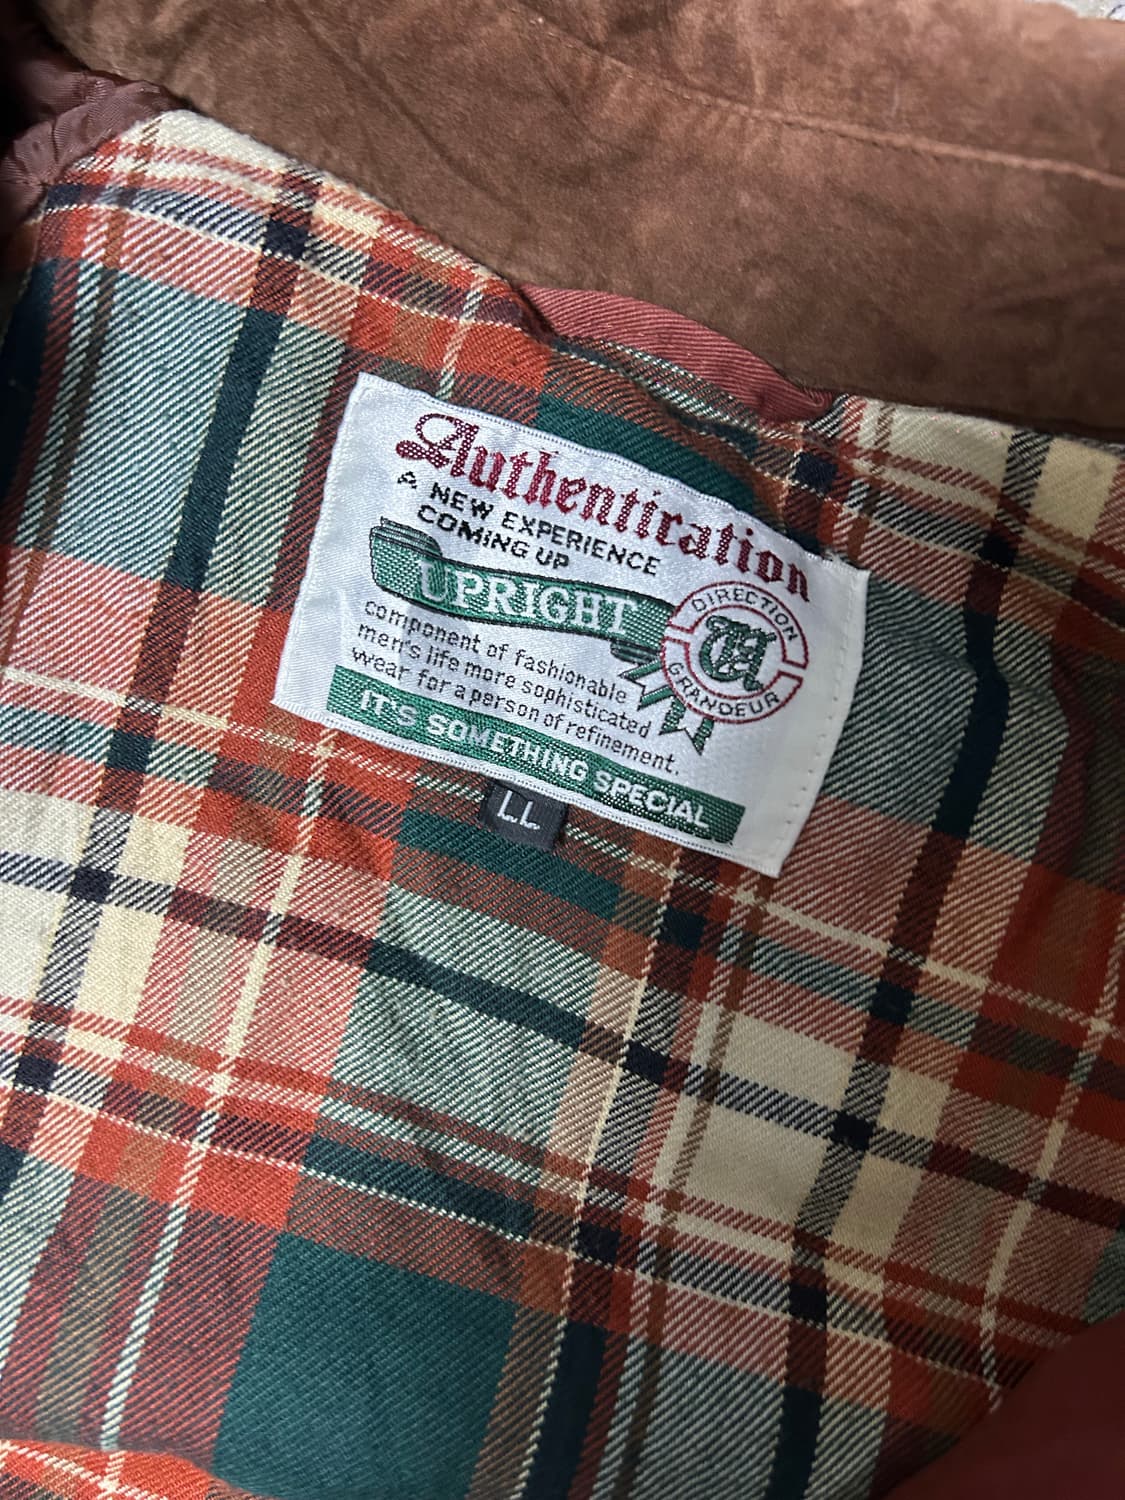 Authentiration
A NEW EXPERIENCE
COMING UP
UPRIGHT
DIRECTION
U
GRANDEUR
component of fashionable
men's life more sophisticated
wear for a person of refinement.
IT'S SOMETHING SPECIAL
LL